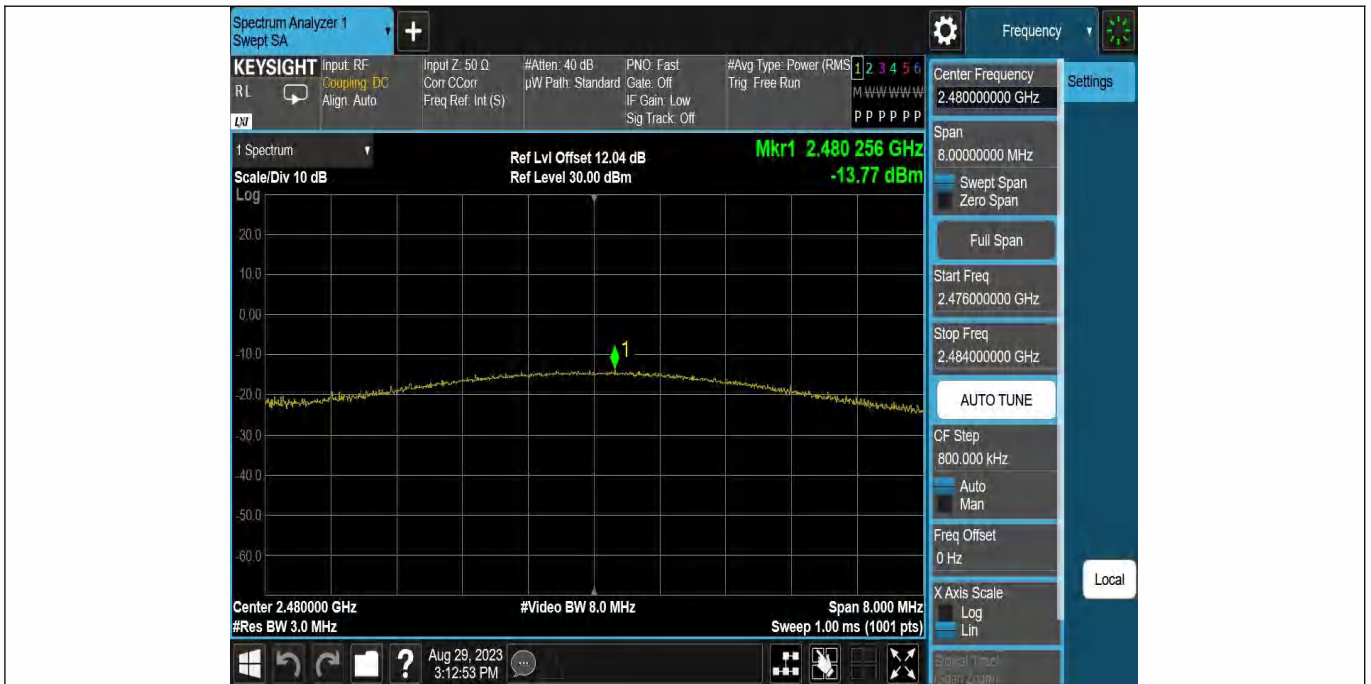 Spectrum Analyzer 1
Swept SA
+
Frequency
KEYSIGHT
RL
LXI
Input: RF
Coupling: DC
Align: Auto
Input Z: 50 Ω
Corr CCorr
Freq Ref: Int (S)
#Atten: 40 dB
µW Path: Standard
PNO: Fast
Gate: Off
IF Gain: Low
Sig Track: Off
#Avg Type: Power (RMS
Trig: Free Run
1 2 3 4 5 6
M W W W W W
P P P P P P
1 Spectrum
Scale/Div 10 dB
Log
Ref Lvl Offset 12.04 dB
Ref Level 30.00 dBm
Mkr1 2.480 256 GHz
-13.77 dBm
20.0
10.0
0.00
-10.0
-20.0
-30.0
-40.0
-50.0
-60.0
1
Center 2.480000 GHz
#Res BW 3.0 MHz
#Video BW 8.0 MHz
Span 8.000 MHz
Sweep 1.00 ms (1001 pts)
Center Frequency
2.480000000 GHz
Settings
Span
8.00000000 MHz
Swept Span
Zero Span
Full Span
Start Freq
2.476000000 GHz
Stop Freq
2.484000000 GHz
AUTO TUNE
CF Step
800.000 kHz
Auto
Man
Freq Offset
0 Hz
X Axis Scale
Log
Lin
Signal Track
(Span Zoom)
Local
?
Aug 29, 2023
3:12:53 PM